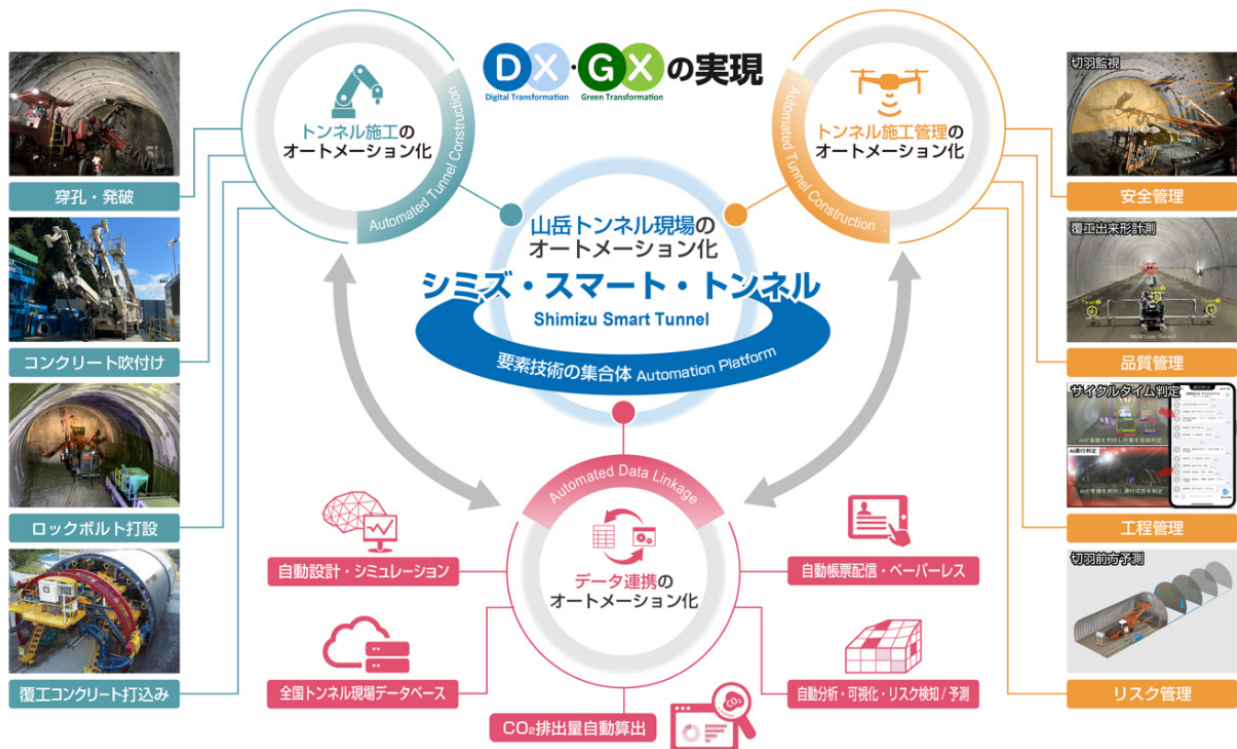 DX・GXの実現
Digital Transformation
Green Transformation
トンネル施工の
オートメーション化
Automated Tunnel Construction
穿孔・発破
コンクリート吹付け
ロックボルト打設
覆工コンクリート打込み
山岳トンネル現場の
オートメーション化
シミズ・スマート・トンネル
Shimizu Smart Tunnel
要素技術の集合体 Automation Platform
トンネル施工管理の
オートメーション化
Automated Tunnel Construction .
切羽監視
安全管理
覆工出来形計測
品質管理
サイクルタイム判定
AI通行判定
工程管理
切羽前方予測
リスク管理
Automated Data Linkage
データ連携の
オートメーション化
自動設計・シミュレーション
全国トンネル現場データベース
CO₂排出量自動算出
CO₂
自動帳票配信・ペーパーレス
自動分析・可視化・リスク検知 / 予測